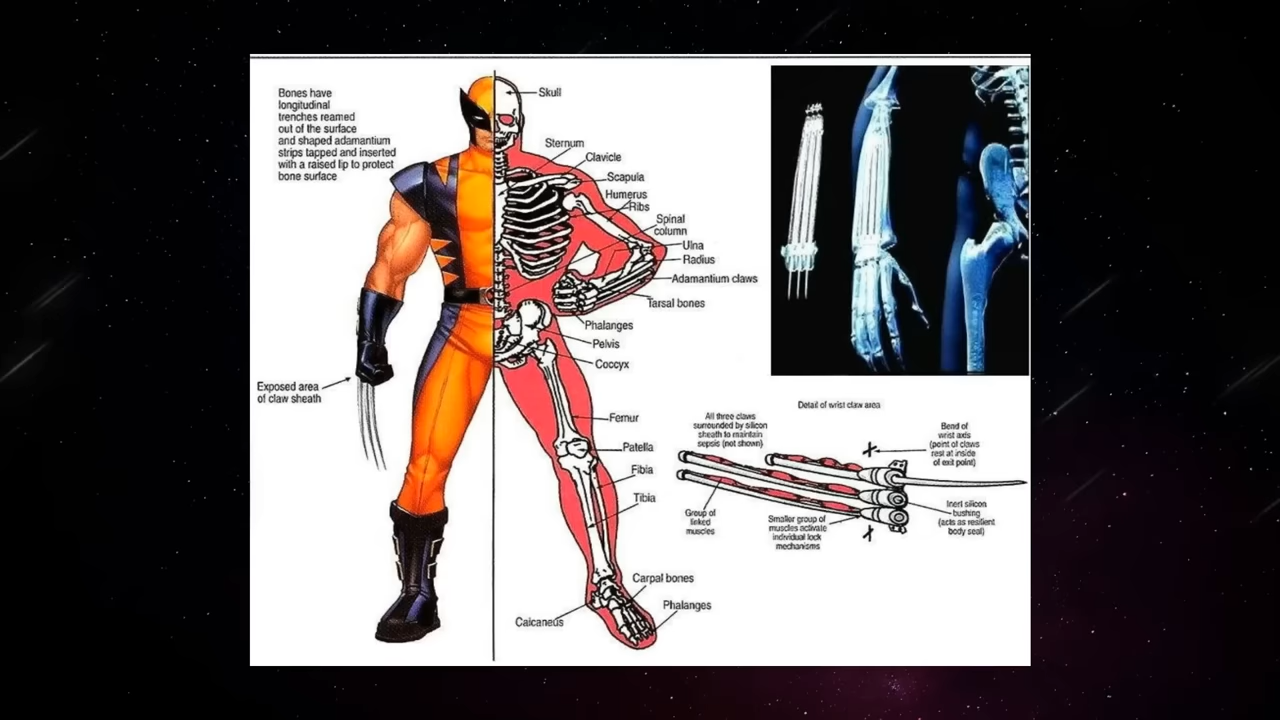 Bones have
longitudinal
trenches reamed
out of the surface
and shaped adamantium
strips tapped and inserted
with a raised lip to protect
bone surface
Skull
Sternum
Clavicle
Scapula
Humerus
Ribs
Spinal
column
Ulna
Radius
Adamantium claws
Tarsal bones
Phalanges
Pelvis
Coccyx
Exposed area
of claw sheath
Femur
Patella
Fibia
Tibia
Carpal bones
Phalanges
Caicaneus
Detail of wrist claw area
All three claws
surrounded by silicon
sheath to maintain
sepsis (not shown)
Bend of
wrist axis
(point of claws
rest at inside
of exit point)
Group of
linked
muscles
Smaller group of
muscles activate
individual lock
mechanisms
Inert silicon
bushing
(acts as resilient
body seal)